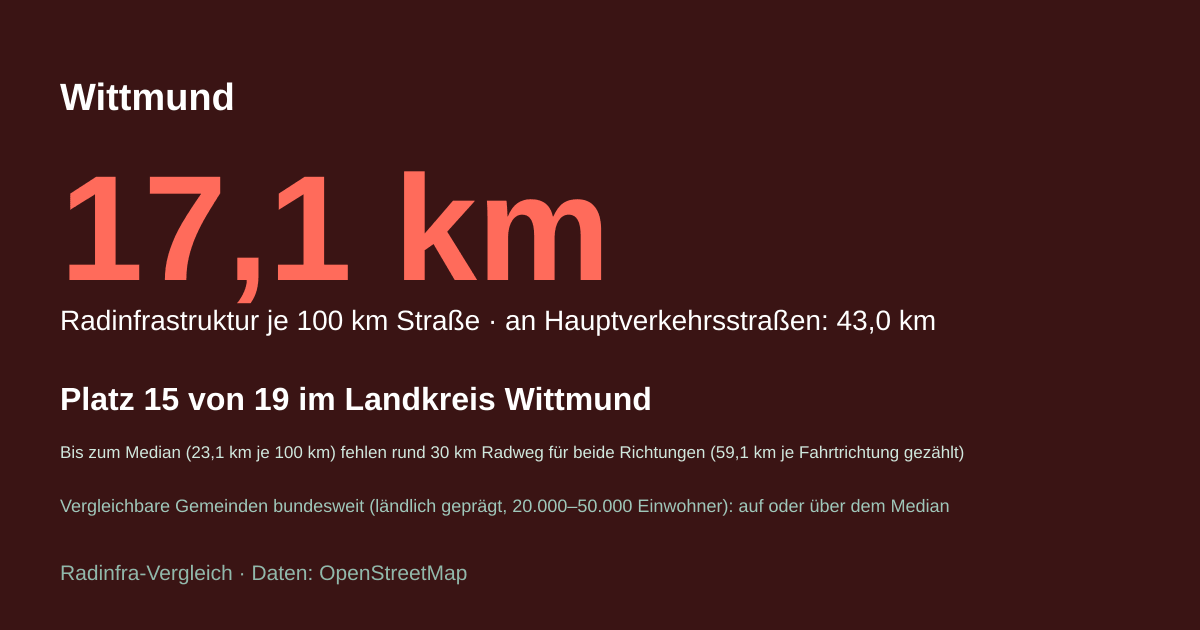 Wittmund
17,1 km
Radinfrastruktur je 100 km Straße · an Hauptverkehrsstraßen: 43,0 km
Platz 15 von 19 im Landkreis Wittmund
Bis zum Median (23,1 km je 100 km) fehlen rund 30 km Radweg für beide Richtungen (59,1 km je Fahrtrichtung gezählt)
Vergleichbare Gemeinden bundesweit (ländlich geprägt, 20.000–50.000 Einwohner): auf oder über dem Median
Radinfra-Vergleich · Daten: OpenStreetMap